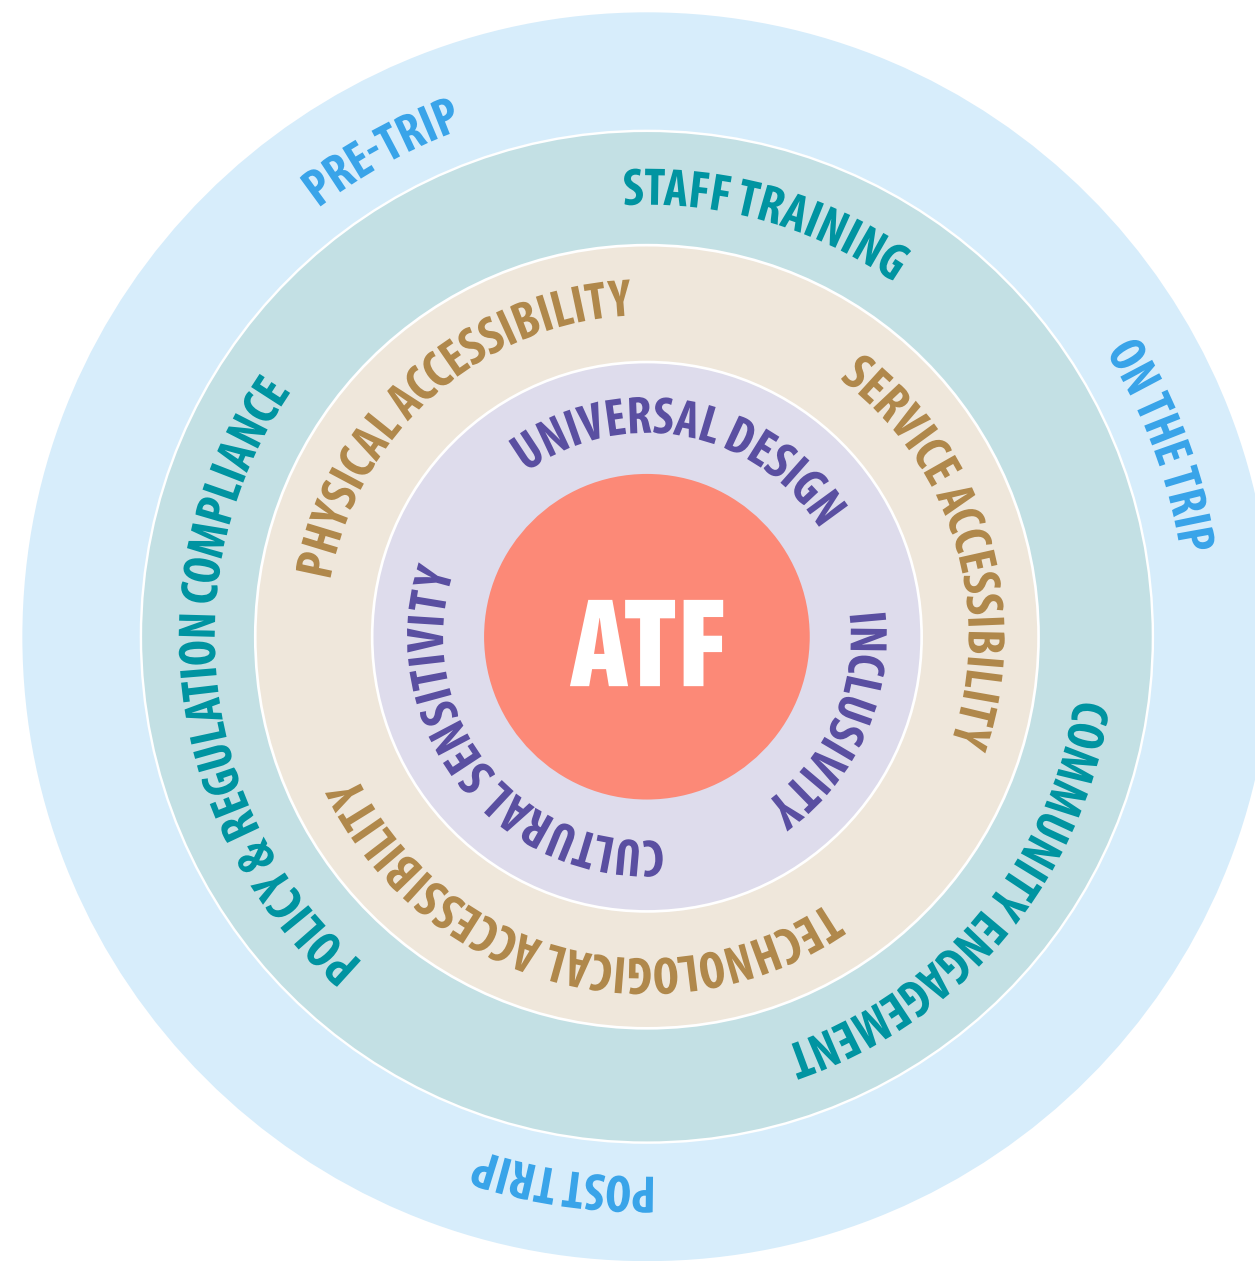 PRE-TRIP
ON THE TRIP
POST TRIP
STAFF TRAINING
COMMUNITY ENGAGEMENT
POLICY & REGULATION COMPLIANCE
PHYSICAL ACCESSIBILITY
SERVICE ACCESSIBILITY
TECHNOLOGICAL ACCESSIBILITY
UNIVERSAL DESIGN
INCLUSIVITY
CULTURAL SENSITIVITY
ATF